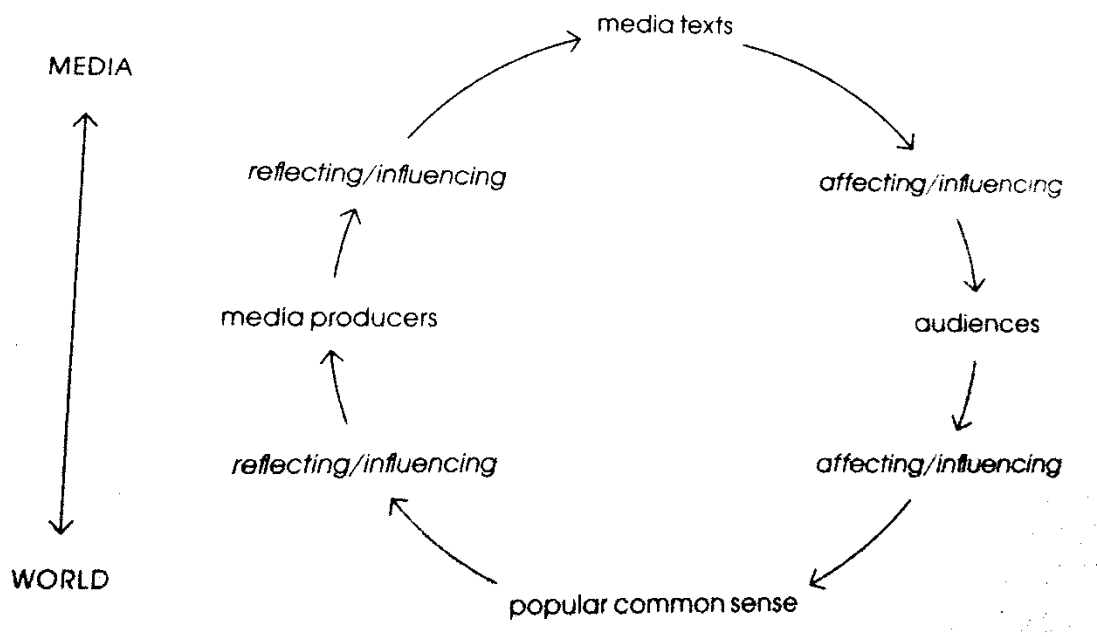 media texts
MEDIA
reflecting/influencing
affecting/influencing
media producers
audiences
reflecting/influencing
affecting/influencing
WORLD
popular common sense